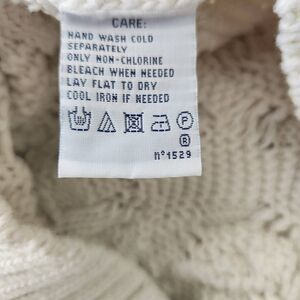 CARE:
HAND WASH COLD
SEPARATELY
ONLY NON-CHLORINE
BLEACH WHEN NEEDED
LAY FLAT TO DRY
COOL IRON IF NEEDED
P
R
n°1529